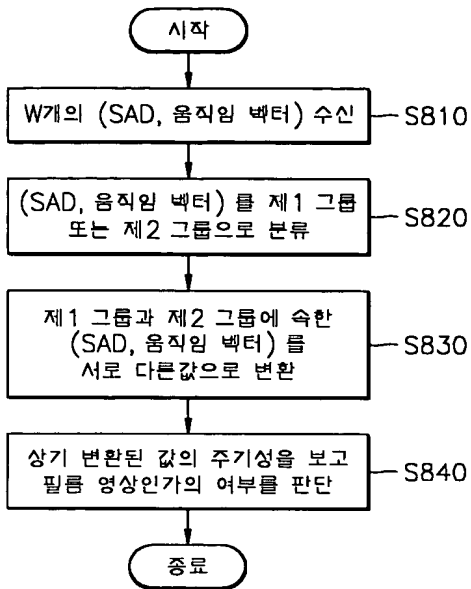 시작
W개의 (SAD, 움직임 벡터) 수신
S810
(SAD, 움직임 벡터) 를 제1 그룹
또는 제2 그룹으로 분류
S820
제1 그룹과 제2 그룹에 속한
(SAD, 움직임 벡터) 를
서로 다른값으로 변환
S830
상기 변환된 값의 주기성을 보고
필름 영상인가의 여부를 판단
S840
종료